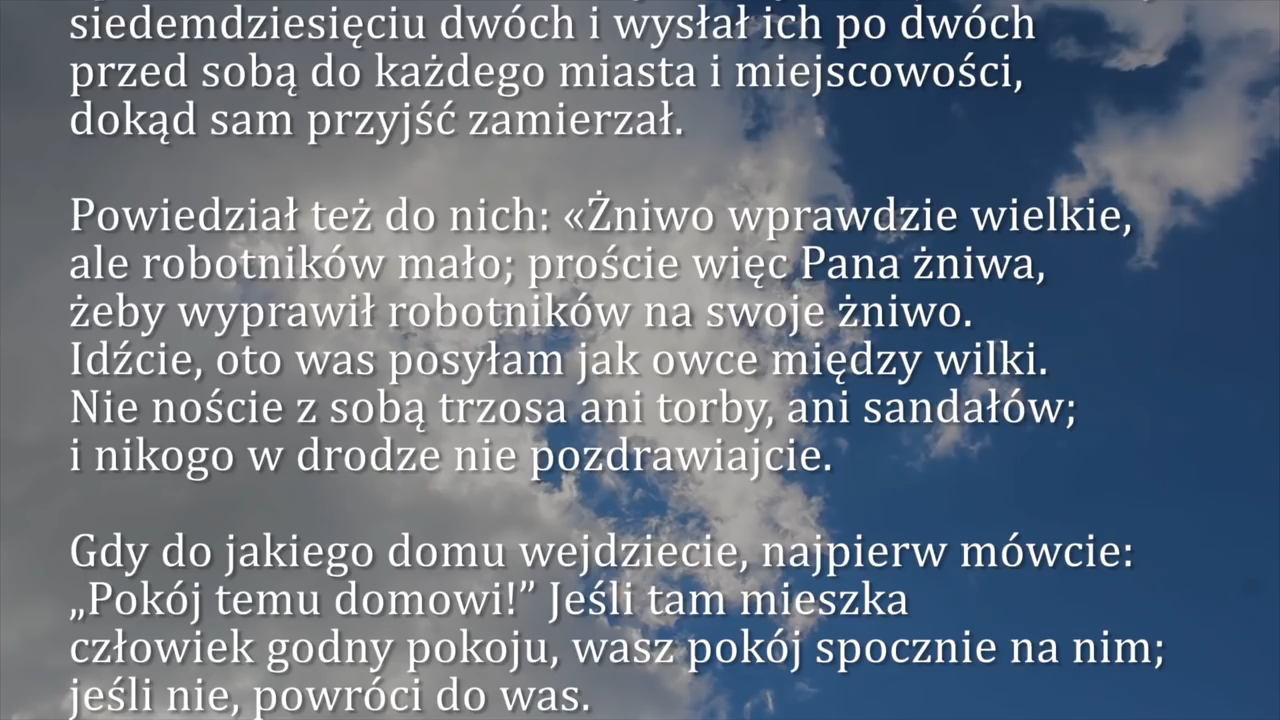 siedemdziesięciu dwóch i wysłał ich po dwóch
przed sobą do każdego miasta i miejscowości,
dokąd sam przyjść zamierzał.
Powiedział też do nich: «Żniwo wprawdzie wielkie,
ale robotników mało; proście więc Pana żniwa,
żeby wyprawił robotników na swoje żniwo.
Idźcie, oto was posyłam jak owce między wilki.
Nie noście z sobą trzosa ani torby, ani sandałów;
i nikogo w drodze nie pozdrawiajcie.
Gdy do jakiego domu wejdziecie, najpierw mówcie:
„Pokój temu domowi!” Jeśli tam mieszka
człowiek godny pokoju, wasz pokój spocznie na nim;
jeśli nie, powróci do was.